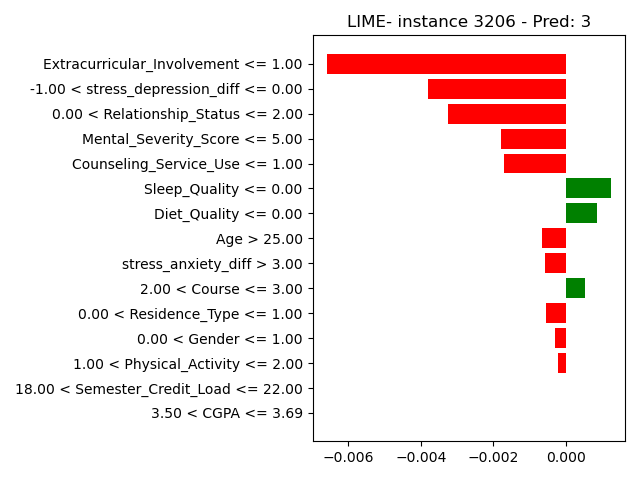 LIME- instance 3206 - Pred: 3
Extracurricular_Involvement <= 1.00
-1.00 < stress_depression_diff <= 0.00
0.00 < Relationship_Status <= 2.00
Mental_Severity_Score <= 5.00
Counseling_Service_Use <= 1.00
Sleep_Quality <= 0.00
Diet_Quality <= 0.00
Age > 25.00
stress_anxiety_diff > 3.00
2.00 < Course <= 3.00
0.00 < Residence_Type <= 1.00
0.00 < Gender <= 1.00
1.00 < Physical_Activity <= 2.00
18.00 < Semester_Credit_Load <= 22.00
3.50 < CGPA <= 3.69
−0.006 −0.004 −0.002 0.000